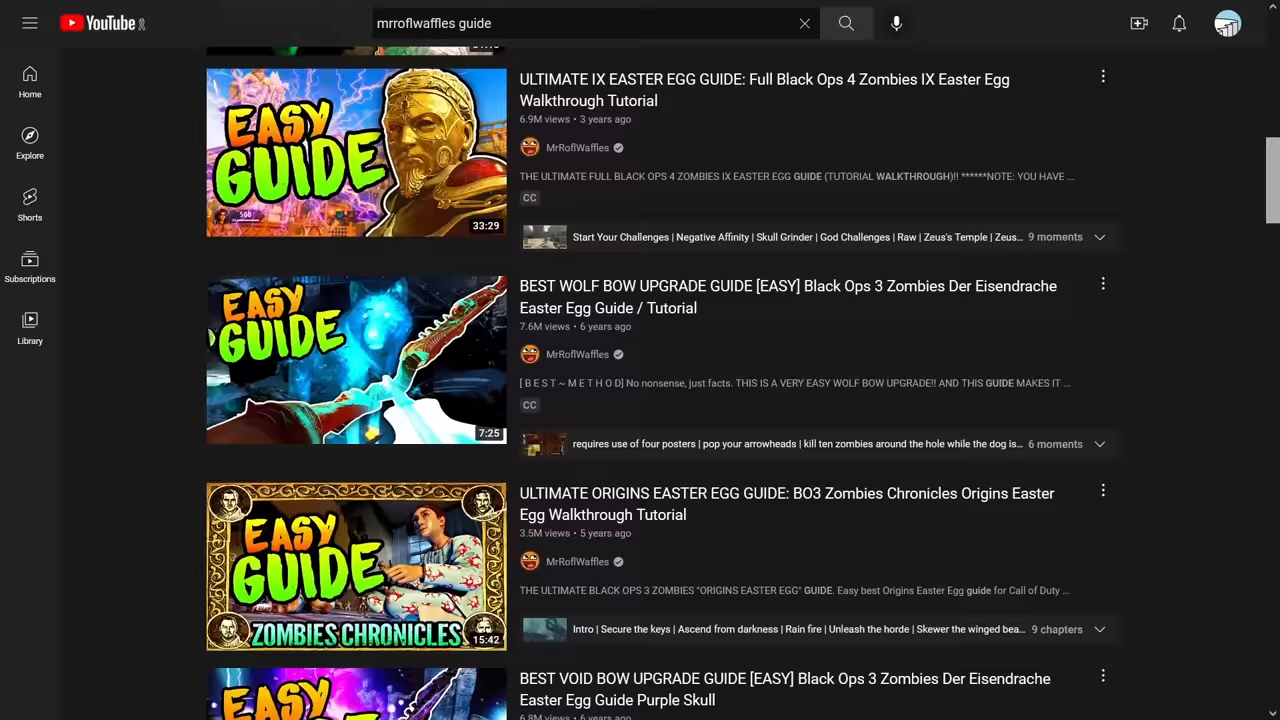 YouTube
mrroflwaffles guide
Home
Explore
Shorts
Subscriptions
Library
EASY
GUIDE
500
33:29
ULTIMATE IX EASTER EGG GUIDE: Full Black Ops 4 Zombies IX Easter Egg
Walkthrough Tutorial
6.9M views • 3 years ago
MrRoflWaffles
THE ULTIMATE FULL BLACK OPS 4 ZOMBIES IX EASTER EGG GUIDE (TUTORIAL WALKTHROUGH)!! ******NOTE: YOU HAVE ...
CC
Start Your Challenges | Negative Affinity | Skull Grinder | God Challenges | Raw | Zeus's Temple | Zeus... 9 moments
EASY
GUIDE
7:25
BEST WOLF BOW UPGRADE GUIDE [EASY] Black Ops 3 Zombies Der Eisendrache
Easter Egg Guide / Tutorial
7.6M views • 6 years ago
MrRoflWaffles
[ B E S T ~ M E T H O D] No nonsense, just facts. THIS IS A VERY EASY WOLF BOW UPGRADE!! AND THIS GUIDE MAKES IT ...
CC
requires use of four posters | pop your arrowheads | kill ten zombies around the hole while the dog is... 6 moments
EASY
GUIDE
ZOMBIES CHRONICLES
15:42
ULTIMATE ORIGINS EASTER EGG GUIDE: BO3 Zombies Chronicles Origins Easter
Egg Walkthrough Tutorial
3.5M views • 5 years ago
MrRoflWaffles
THE ULTIMATE BLACK OPS 3 ZOMBIES "ORIGINS EASTER EGG" GUIDE. Easy best Origins Easter Egg guide for Call of Duty ...
Intro | Secure the keys | Ascend from darkness | Rain fire | Unleash the horde | Skewer the winged bea... 9 chapters
EASY
GUIDE
BEST VOID BOW UPGRADE GUIDE [EASY] Black Ops 3 Zombies Der Eisendrache
Easter Egg Guide Purple Skull
6.8M views • 6 years ago